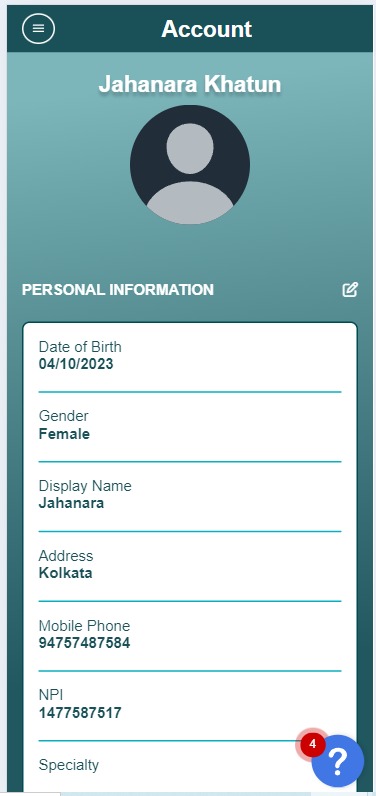 Account
Jahanara Khatun
PERSONAL INFORMATION
Date of Birth
04/10/2023
Gender
Female
Display Name
Jahanara
Address
Kolkata
Mobile Phone
94757487584
NPI
1477587517
4
?
Specialty